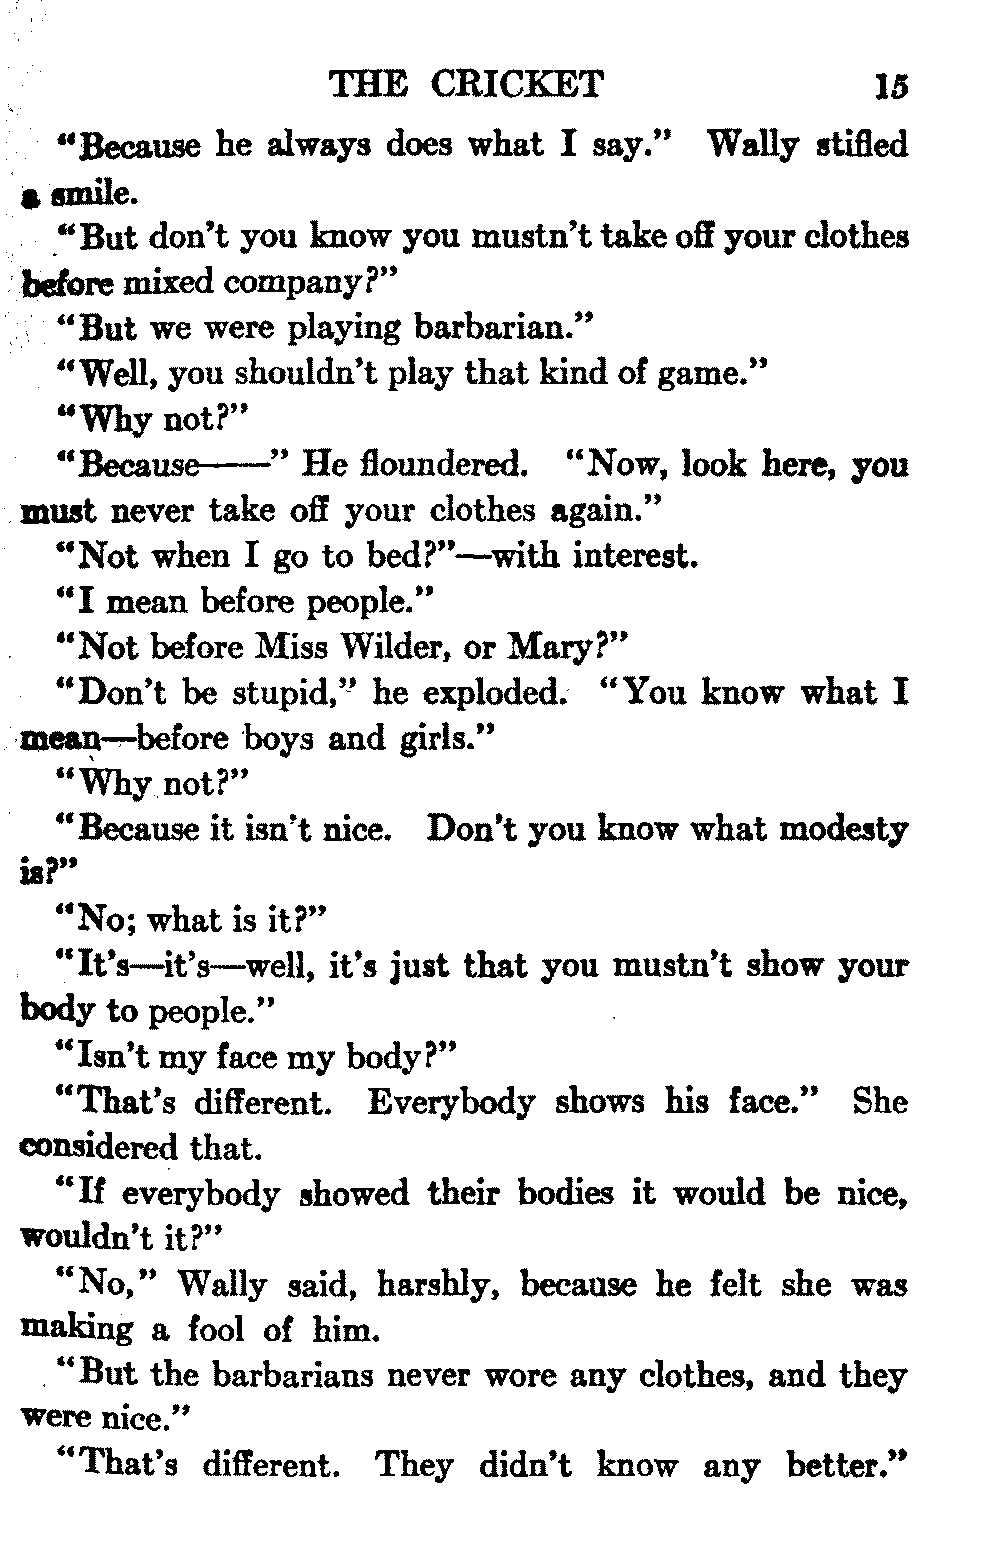 THE CRICKET 15
"Because he always does what I say." Wally stifled
a smile.
"But don't you know you mustn't take off your clothes
before mixed company?"
"But we were playing barbarian."
"Well, you shouldn't play that kind of game."
"Why not?"
"Because——" He floundered. "Now, look here, you
must never take off your clothes again."
"Not when I go to bed?"—with interest.
"I mean before people."
"Not before Miss Wilder, or Mary?"
"Don't be stupid," he exploded. "You know what I
mean—before boys and girls."
"Why not?"
"Because it isn't nice. Don't you know what modesty
is?"
"No; what is it?"
"It's—it's—well, it's just that you mustn't show your
body to people."
"Isn't my face my body?"
"That's different. Everybody shows his face." She
considered that.
"If everybody showed their bodies it would be nice,
wouldn't it?"
"No," Wally said, harshly, because he felt she was
making a fool of him.
"But the barbarians never wore any clothes, and they
were nice."
"That's different. They didn't know any better."